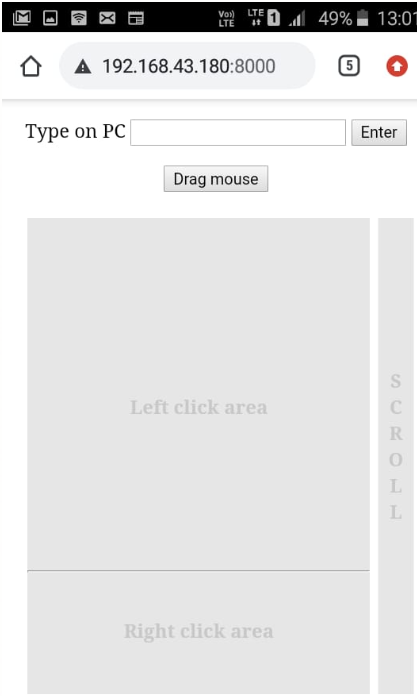 Vo)) LTE LTE 1 49% 13:01
192.168.43.180:8000 5
Type on PC Enter
Drag mouse
Left click area
SCROLL
Right click area